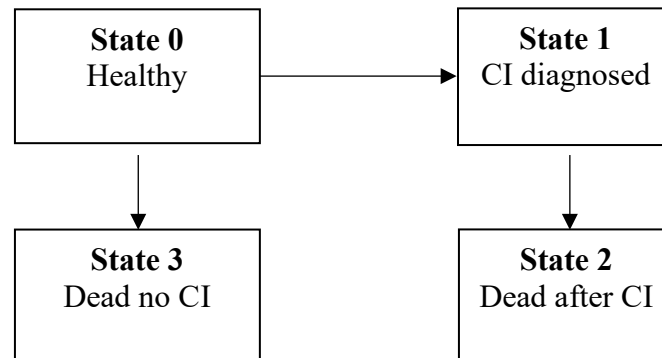 State 0
Healthy
State 1
CI diagnosed
State 3
Dead no CI
State 2
Dead after CI